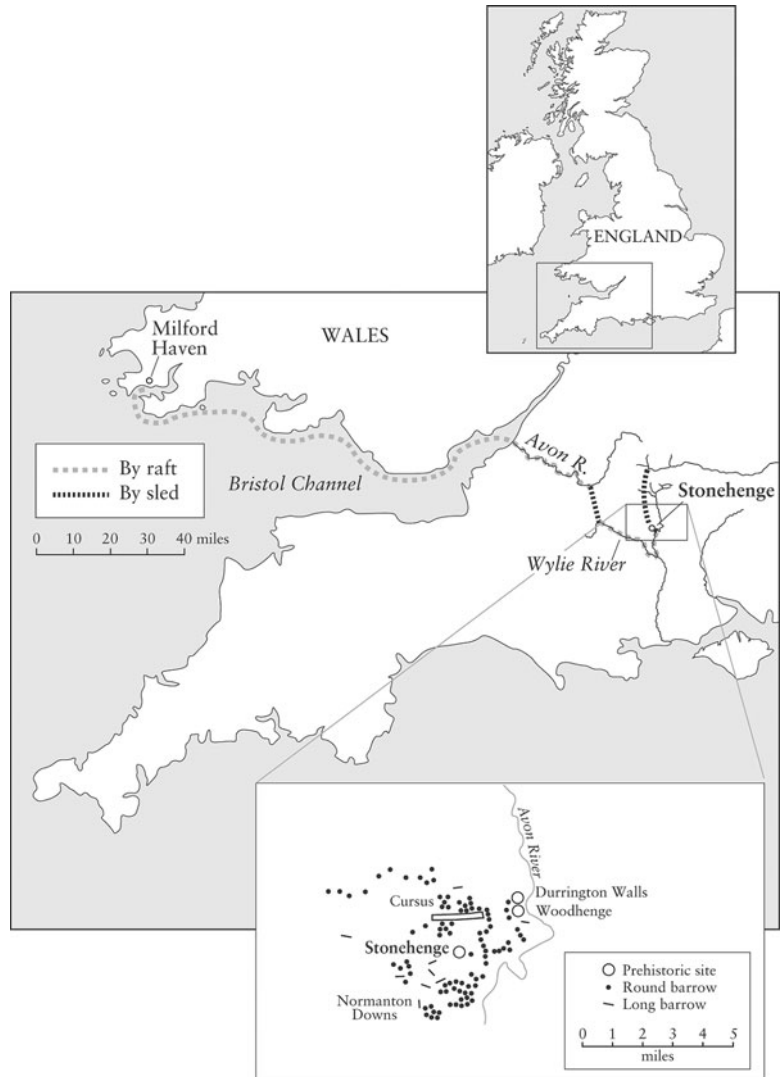 ENGLAND
Milford
Haven
WALES
By raft
By sled
Bristol Channel
0 10 20 30 40 miles
Avon R.
Stonehenge
Wylie River
Avon River
Cursus
Durrington Walls
Woodhenge
Stonehenge
Normanton
Downs
Prehistoric site
Round barrow
Long barrow
0 1 2 3 4 5
miles